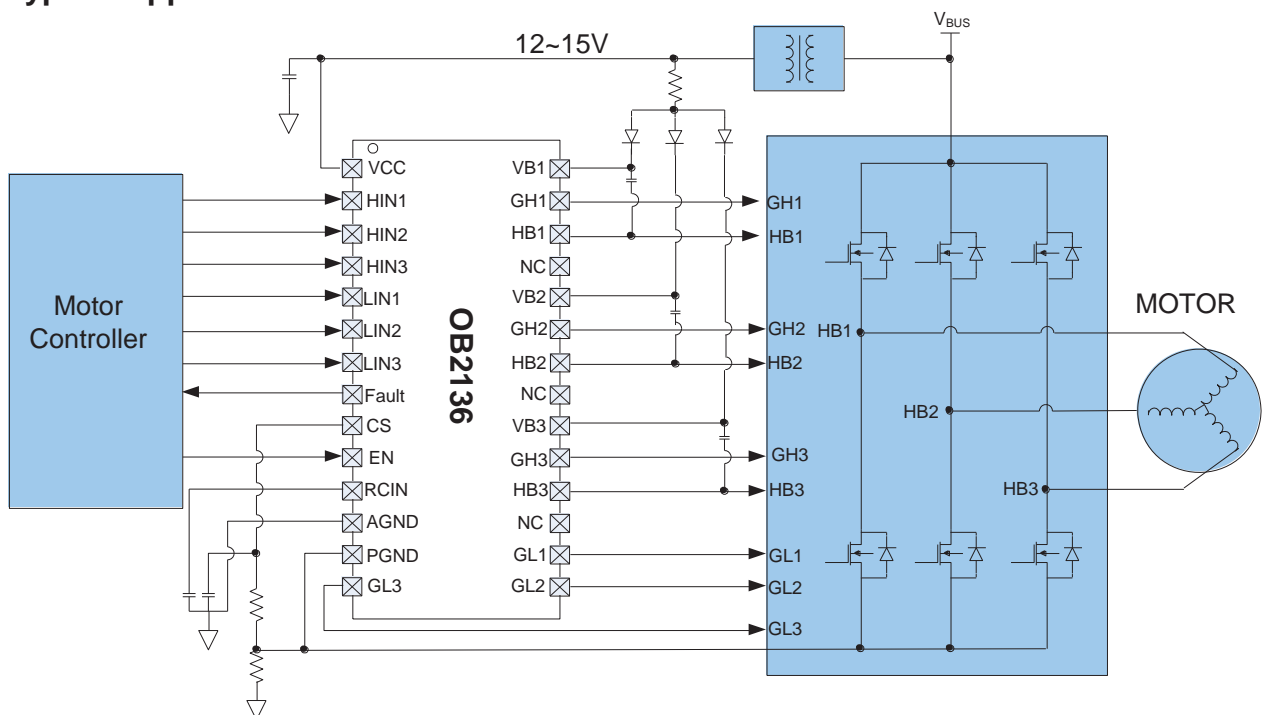 12~15V
VBUS
Motor
Controller
VCC
HIN1
HIN2
HIN3
LIN1
LIN2
LIN3
Fault
CS
EN
RCIN
AGND
PGND
GL3
OB2136
VB1
GH1
HB1
NC
VB2
GH2
HB2
NC
VB3
GH3
HB3
NC
GL1
GL2
GH1
HB1
GH2
HB2
GH3
HB3
GL1
GL2
GL3
HB1
HB2
HB3
MOTOR